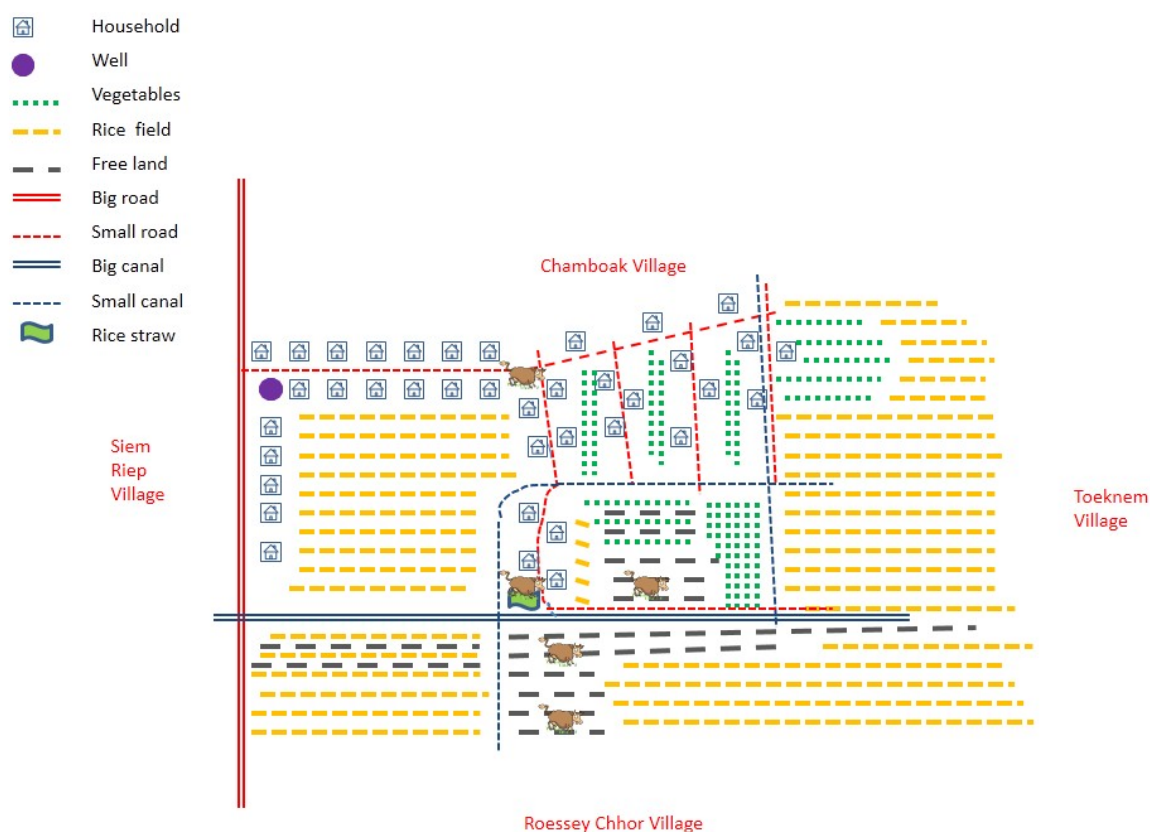 Household
Well
Vegetables
Rice field
Free land
Big road
Small road
Big canal
Small canal
Rice straw
Chamboak Village
Siem
Riep
Village
Toeknem
Village
Roessey Chhor Village